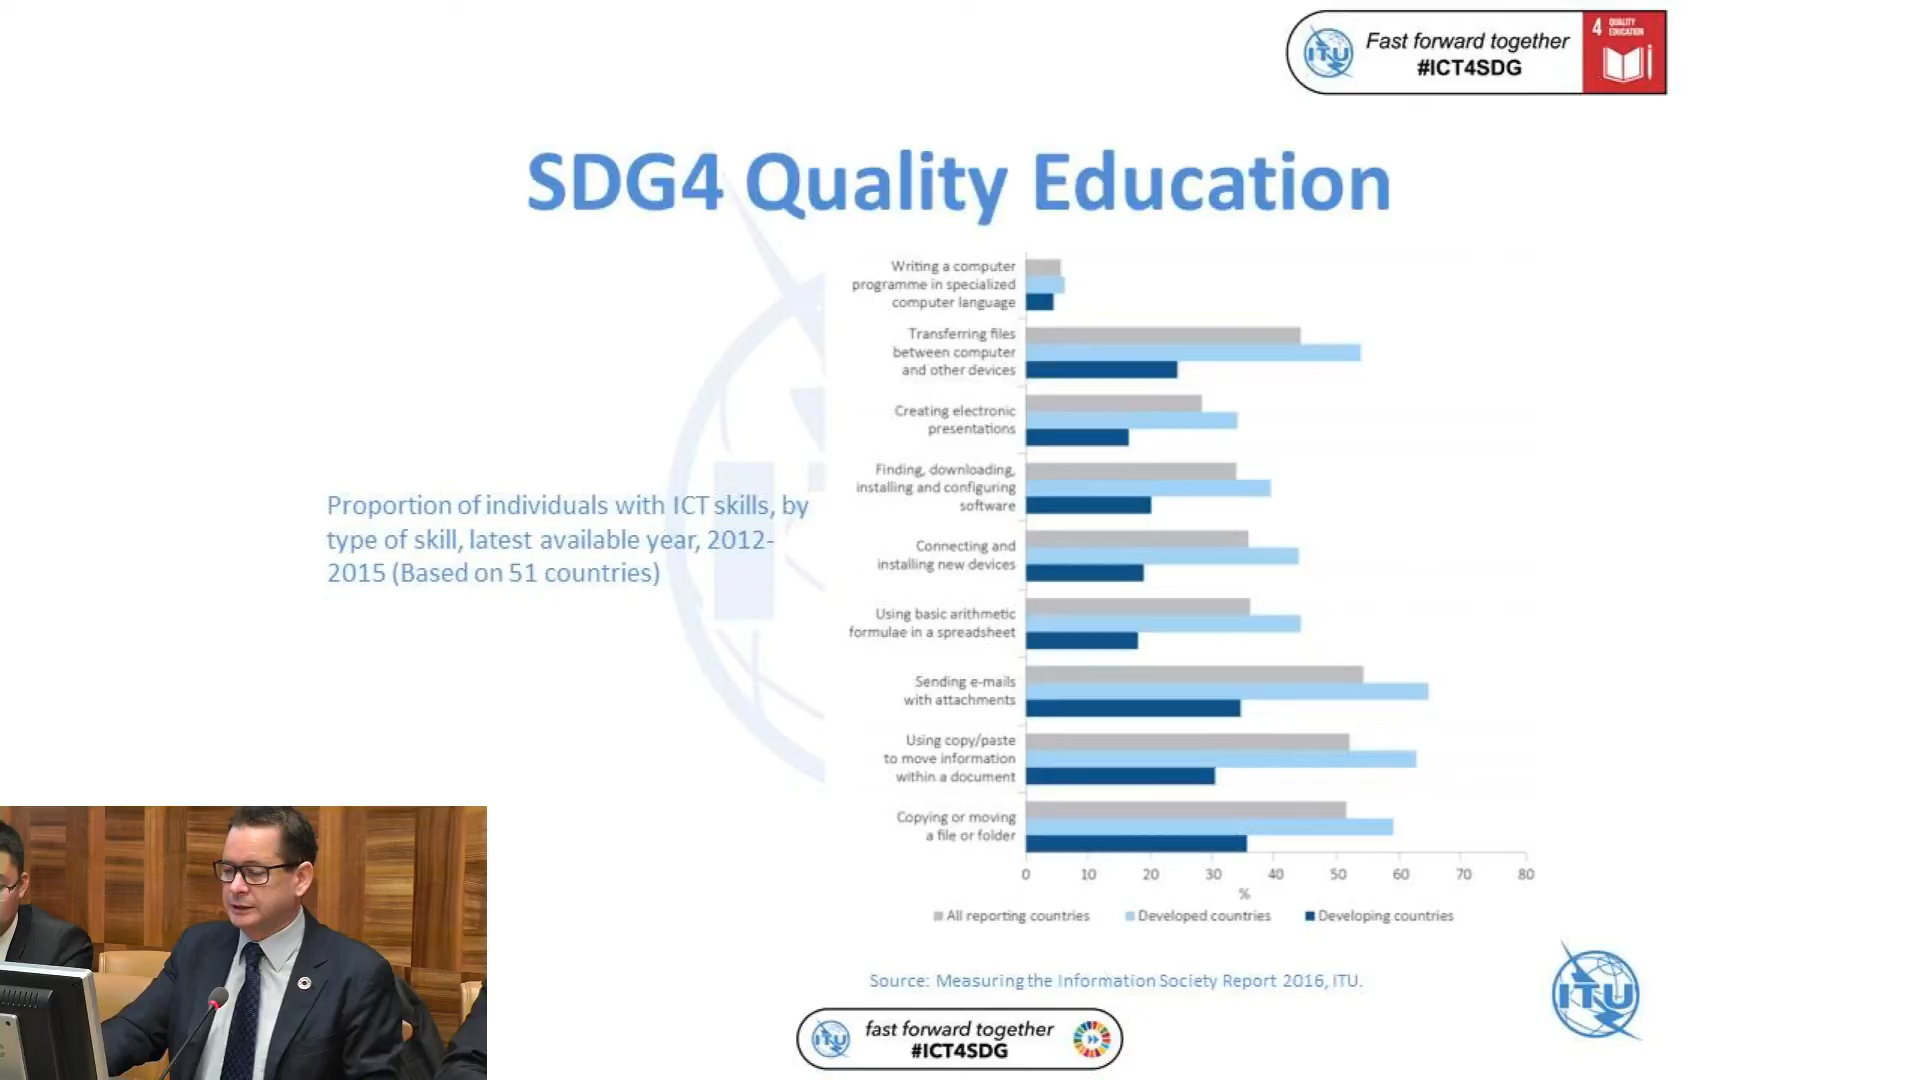 ITU
Fast forward together
#ICT4SDG
4 QUALITY
EDUCATION
SDG4 Quality Education
Proportion of individuals with ICT skills, by
type of skill, latest available year, 2012-
2015 (Based on 51 countries)
Writing a computer
programme in specialized
computer language
Transferring files
between computer
and other devices
Creating electronic
presentations
Finding, downloading,
installing and configuring
software
Connecting and
installing new devices
Using basic arithmetic
formulae in a spreadsheet
Sending e-mails
with attachments
Using copy/paste
to move information
within a document
Copying or moving
a file or folder
0 10 20 30 40 50 60 70 80
%
All reporting countries Developed countries Developing countries
Source: Measuring the Information Society Report 2016, ITU.
ITU
fast forward together
#ICT4SDG
ITU